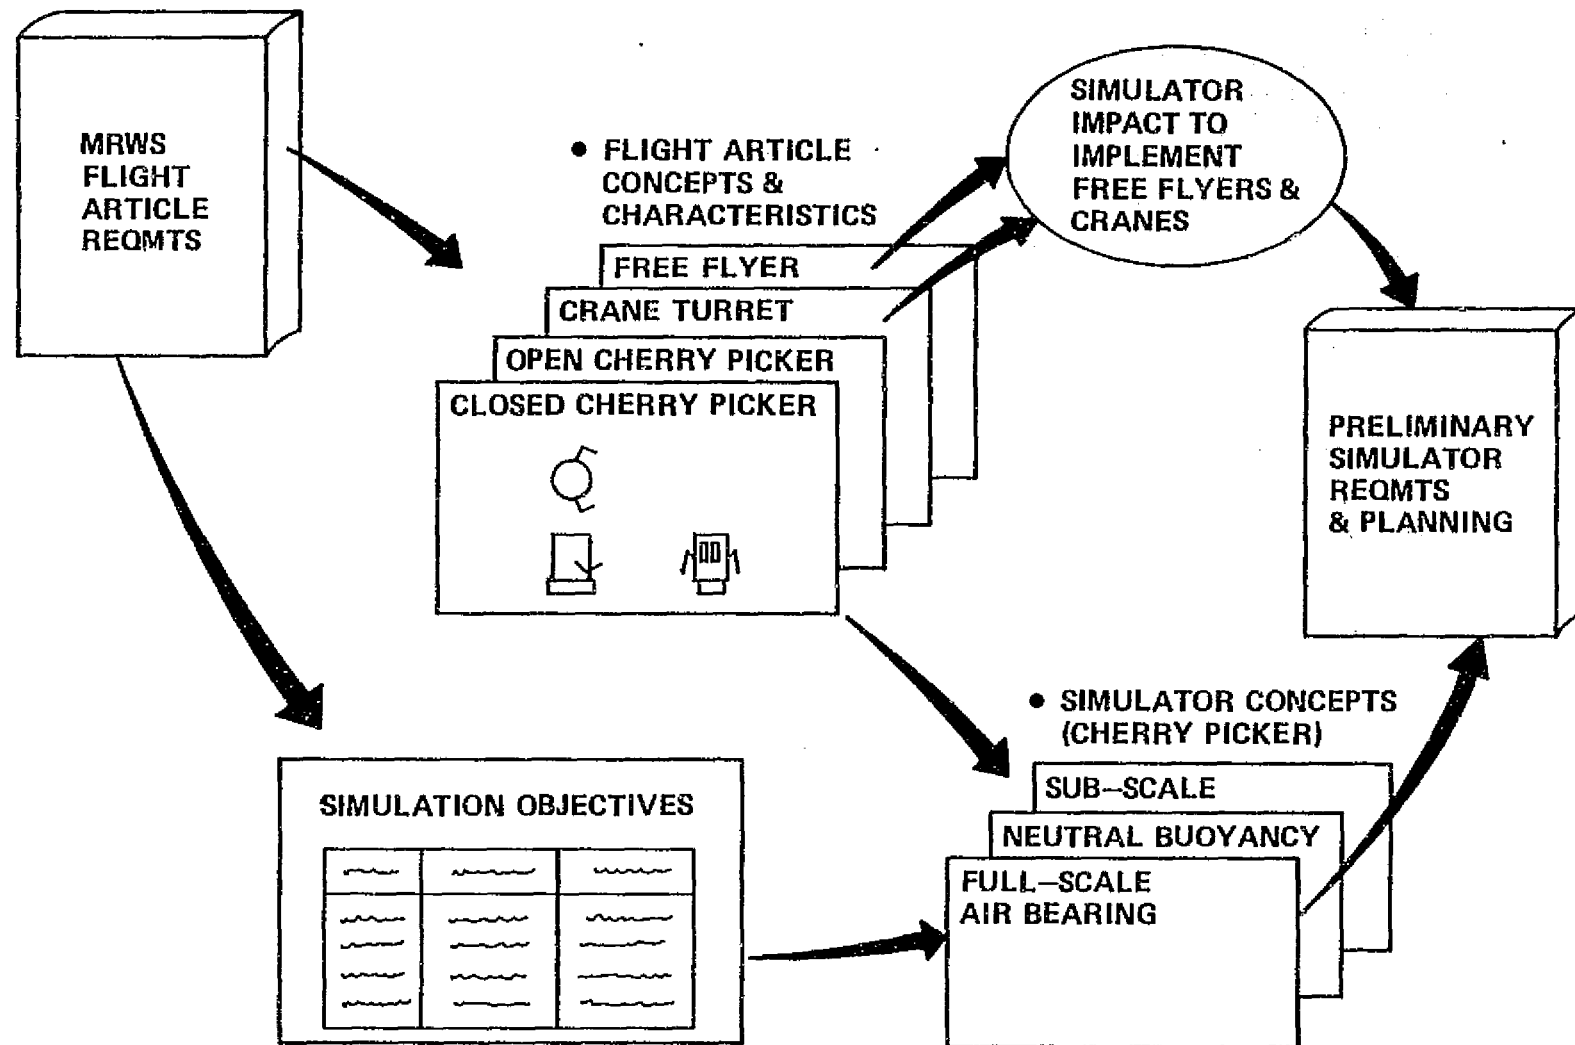 MRWS
FLIGHT
ARTICLE
REQMTS
• FLIGHT ARTICLE
CONCEPTS &
CHARACTERISTICS
FREE FLYER
CRANE TURRET
OPEN CHERRY PICKER
CLOSED CHERRY PICKER
SIMULATOR
IMPACT TO
IMPLEMENT
FREE FLYERS &
CRANES
PRELIMINARY
SIMULATOR
REQMTS
& PLANNING
SIMULATION OBJECTIVES
• SIMULATOR CONCEPTS
(CHERRY PICKER)
SUB–SCALE
NEUTRAL BUOYANCY
FULL–SCALE
AIR BEARING